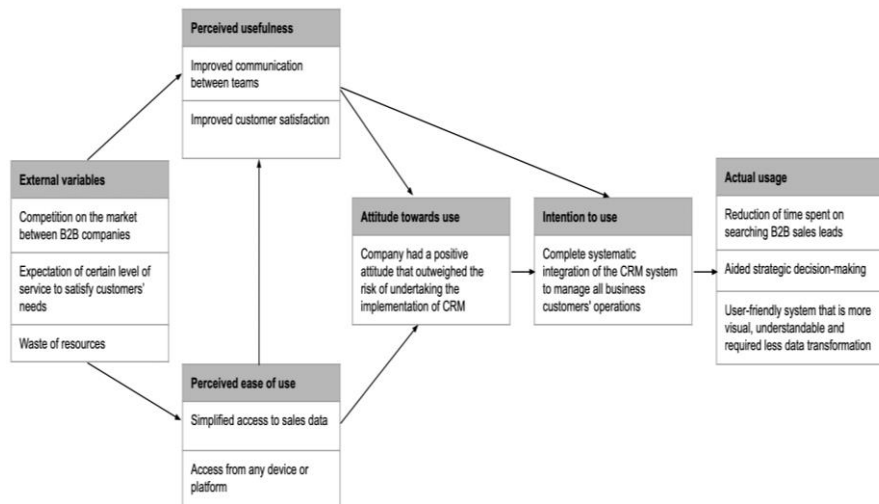 Perceived usefulness
Improved communication
between teams
Improved customer satisfaction
External variables
Competition on the market
between B2B companies
Expectation of certain level of
service to satisfy customers'
needs
Waste of resources
Perceived ease of use
Simplified access to sales data
Access from any device or
platform
Attitude towards use
Company had a positive
attitude that outweighed the
risk of undertaking the
implementation of CRM
Intention to use
Complete systematic
integration of the CRM system
to manage all business
customers' operations
Actual usage
Reduction of time spent on
searching B2B sales leads
Aided strategic decision-making
User-friendly system that is more
visual, understandable and
required less data transformation